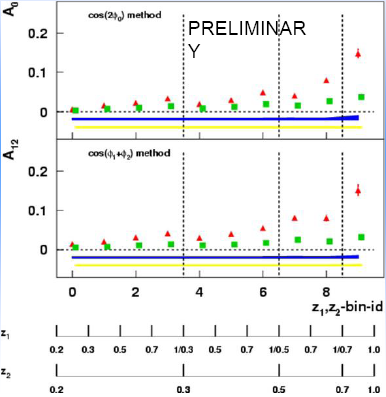 A0
cos(2ϕ0) method
PRELIMINAR
Y
0.2
0.1
0
A12
cos(ϕ1+ϕ2) method
0.2
0.1
0
0 2 4 6 8
z1,z2-bin-id
z1
0.2 0.3 0.5 0.7 1/0.3 0.5 0.7 1/0.5 0.7 1/0.7 1.0
z2
0.2 0.3 0.5 0.7 1.0